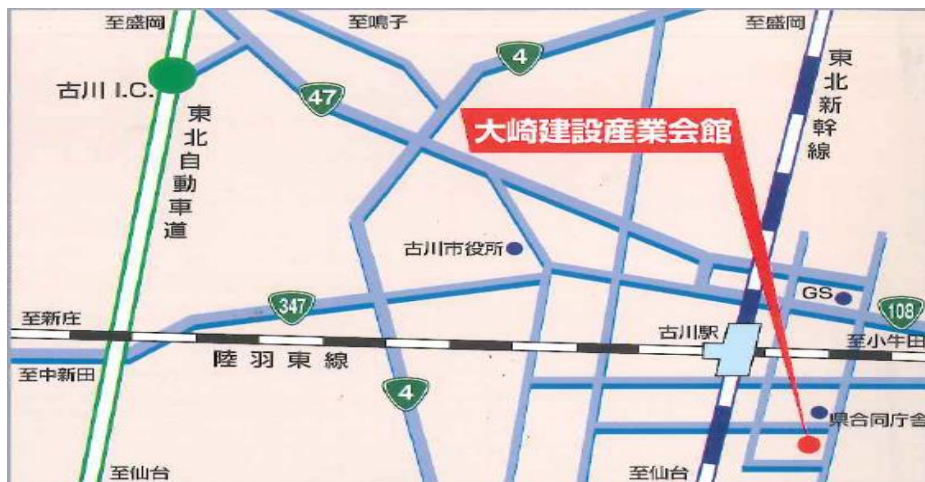 至盛岡
至鳴子
4
至盛岡
古川 I.C.
東北自動車道
47
大崎建設産業会館
東北新幹線
古川市役所
GS
347
108
至新庄
古川駅
至小牛田
陸羽東線
至中新田
4
県合同庁舎
至仙台
至仙台